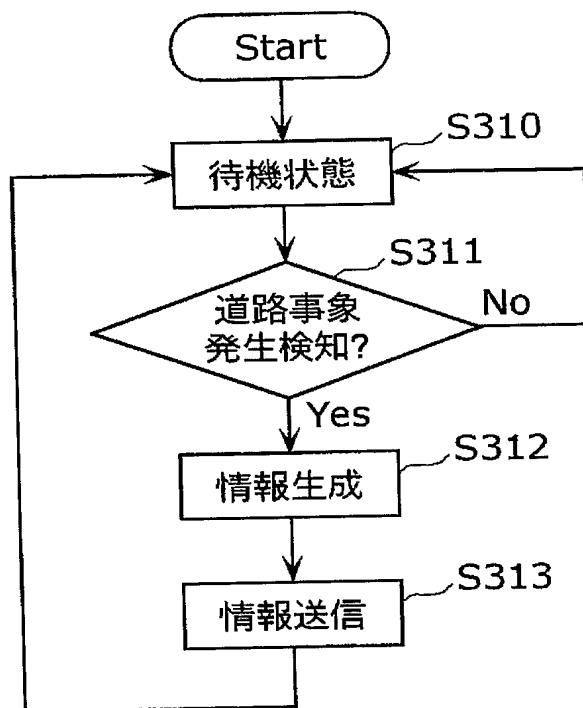 Start
S310
待機状態
S311
道路事象
発生検知?
No
Yes
S312
情報生成
S313
情報送信